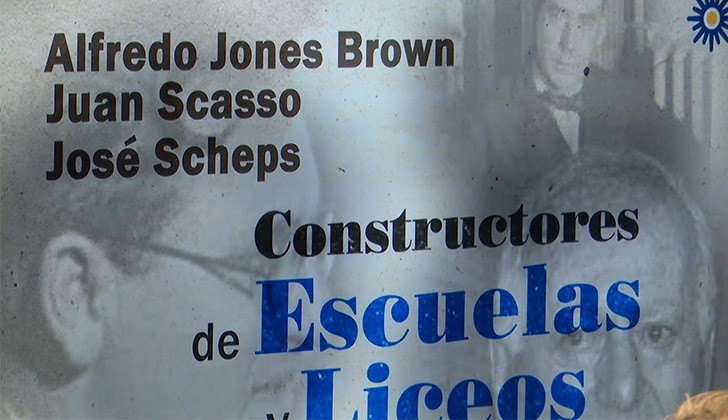 Alfredo Jones Brown
Juan Scasso
José Scheps
Constructores
de Escuelas
y Liceos